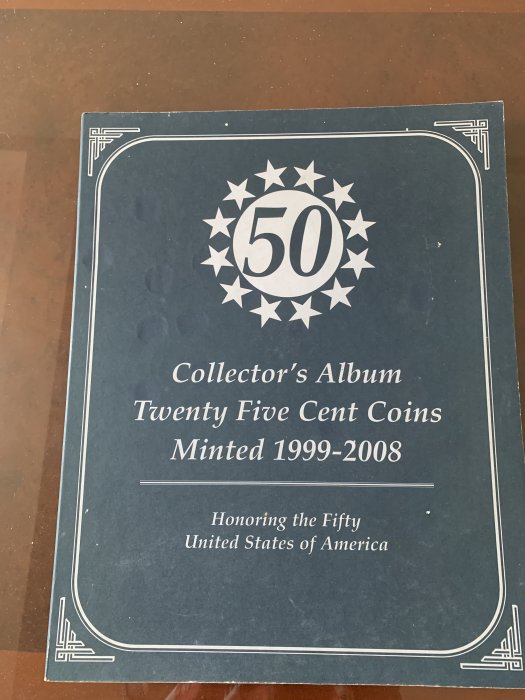 50
Collector's Album
Twenty Five Cent Coins
Minted 1999-2008
Honoring the Fifty
United States of America